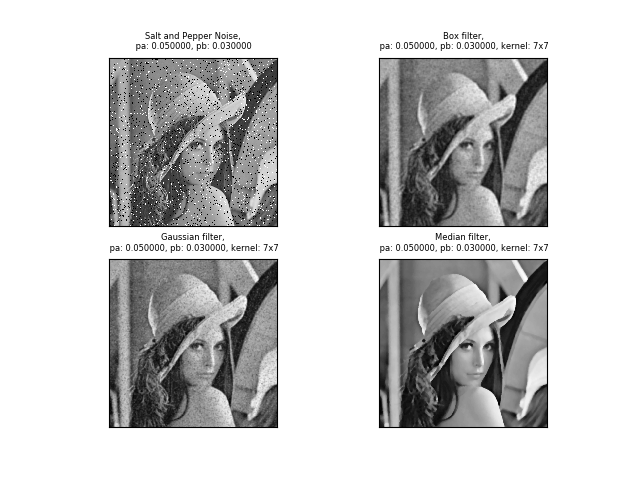 Salt and Pepper Noise,
pa: 0.050000, pb: 0.030000
Box filter,
pa: 0.050000, pb: 0.030000, kernel: 7x7
Gaussian filter,
pa: 0.050000, pb: 0.030000, kernel: 7x7
Median filter,
pa: 0.050000, pb: 0.030000, kernel: 7x7